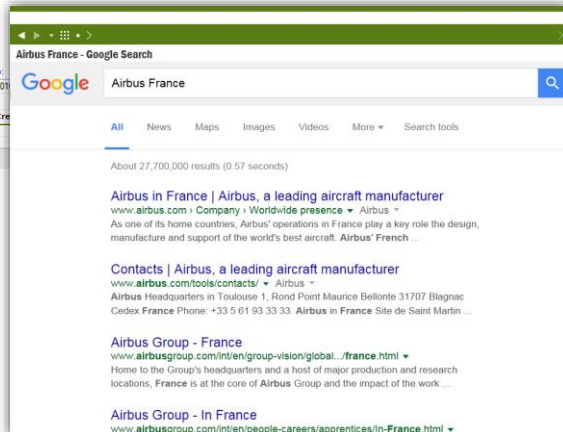 Airbus France - Google Search
Google
Airbus France
All News Maps Images Videos More Search tools
About 27,700,000 results (0.57 seconds)
Airbus in France | Airbus, a leading aircraft manufacturer
www.airbus.com › Company › Worldwide presence ▾ Airbus ▾
As one of its home countries, Airbus' operations in France play a key role the design,
manufacture and support of the world's best aircraft. Airbus' French ...
Contacts | Airbus, a leading aircraft manufacturer
www.airbus.com/tools/contacts/ ▾ Airbus ▾
Airbus Headquarters in Toulouse 1, Rond Point Maurice Bellonte 31707 Blagnac
Cedex France Phone: +33 5 61 93 33 33. Airbus in France Site de Saint Martin ...
Airbus Group - France
www.airbusgroup.com/int/en/group-vision/global.../france.html ▾
Home to the Group's headquarters and a host of major production and research
locations, France is at the core of Airbus Group and the impact of the work ...
Airbus Group - In France
www.airbusgroup.com/int/en/people-careers/apprentices/In-France.html ▾